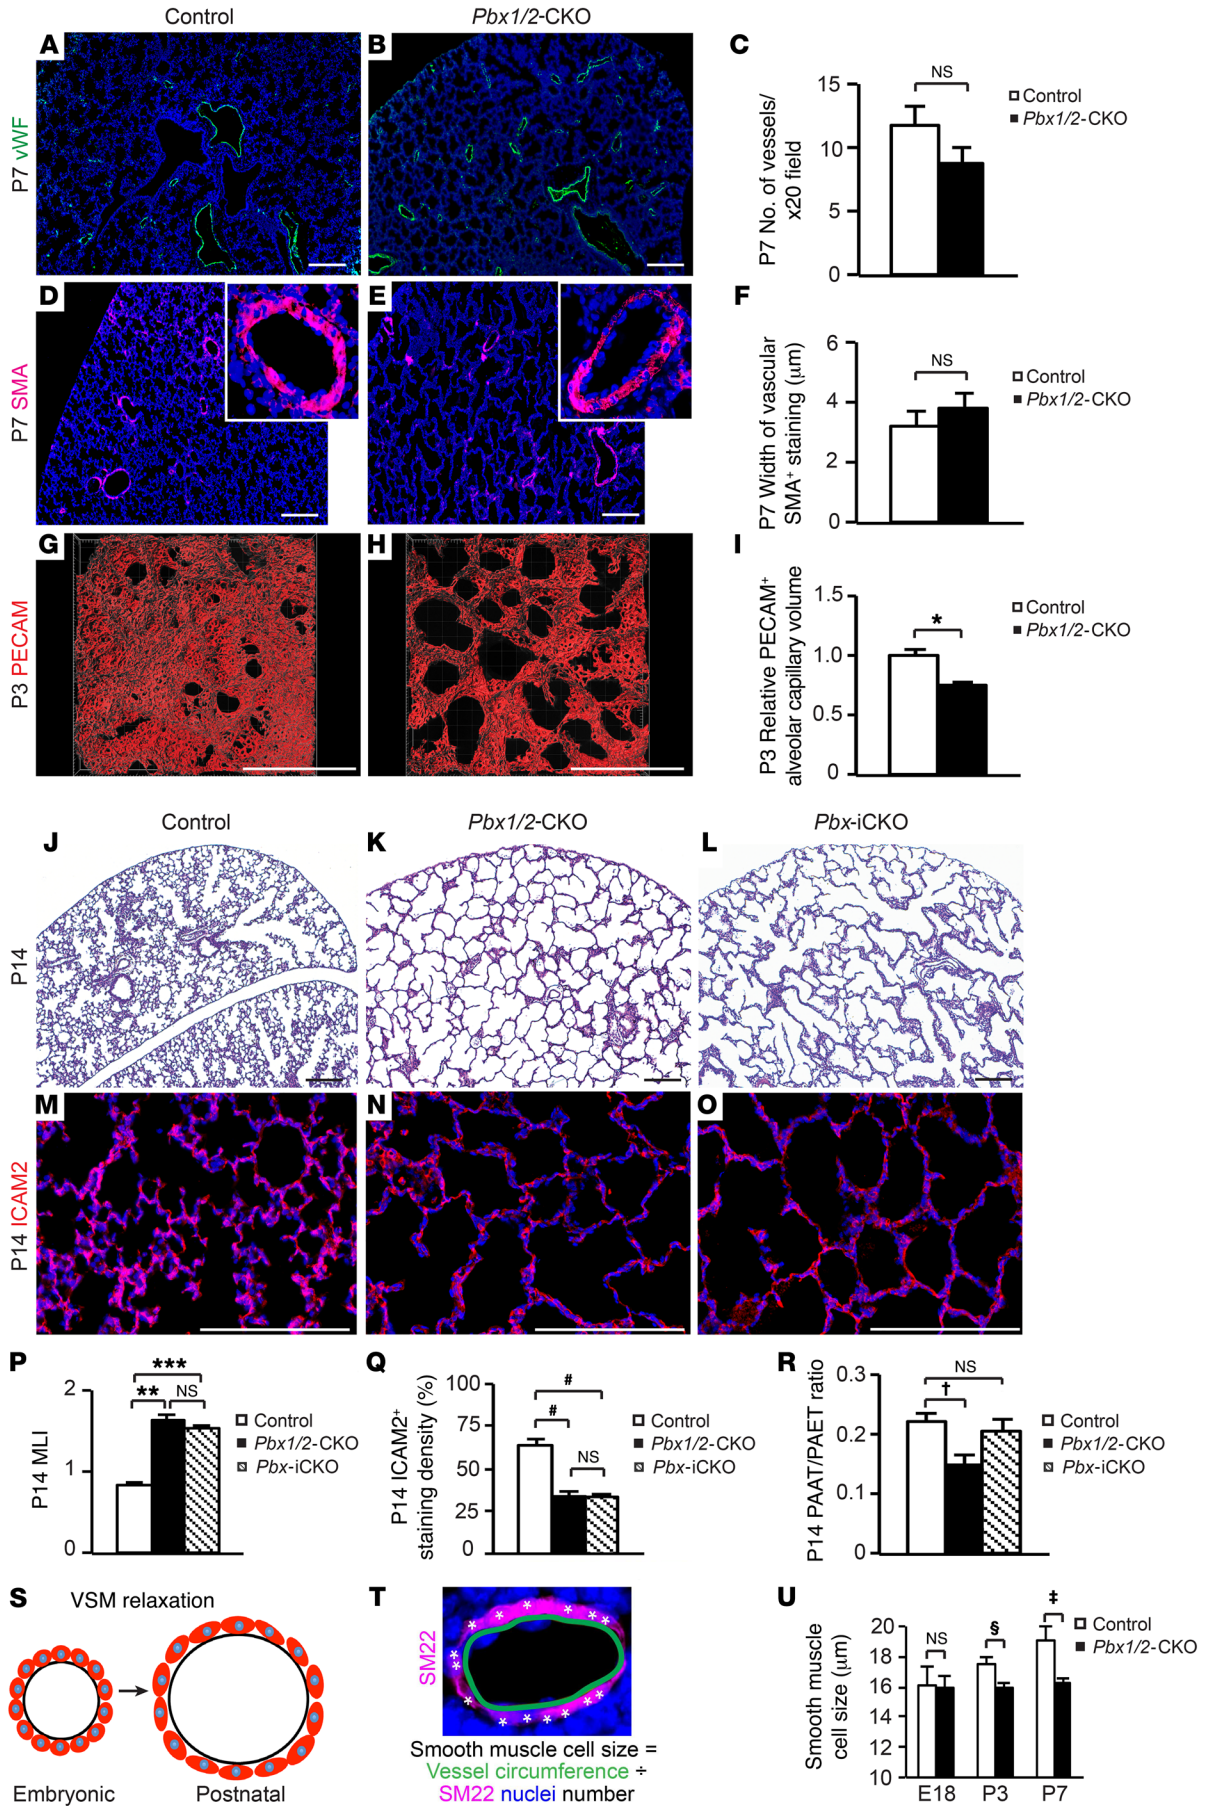 Control
Pbx1/2-CKO
A
B
C
P7 vWF
P7 No. of vessels/
x20 field
15
10
5
0
NS
Control
Pbx1/2-CKO
D
E
F
P7 SMA
P7 Width of vascular
SMA+ staining (μm)
6
4
2
0
NS
Control
Pbx1/2-CKO
G
H
I
P3 PECAM
P3 Relative PECAM+
alveolar capillary volume
1.5
1.0
0.5
0
*
Control
Pbx1/2-CKO
Control
Pbx1/2-CKO
Pbx-iCKO
J
K
L
P14
M
N
O
P14 ICAM2
P
P14 MLI
2
1
0
***
**
NS
Control
Pbx1/2-CKO
Pbx-iCKO
Q
P14 ICAM2+
staining density (%)
100
75
50
25
0
#
#
NS
Control
Pbx1/2-CKO
Pbx-iCKO
R
P14 PAAT/PAET ratio
0.3
0.2
0.1
0
NS
†
Control
Pbx1/2-CKO
Pbx-iCKO
S
VSM relaxation
Embryonic
Postnatal
T
SM22
* * * * * *
* * *
* * * * * *
Smooth muscle cell size =
Vessel circumference ÷
SM22 nuclei number
U
Smooth muscle
cell size (μm)
20
18
16
14
12
10
NS
§
‡
E18
P3
P7
Control
Pbx1/2-CKO